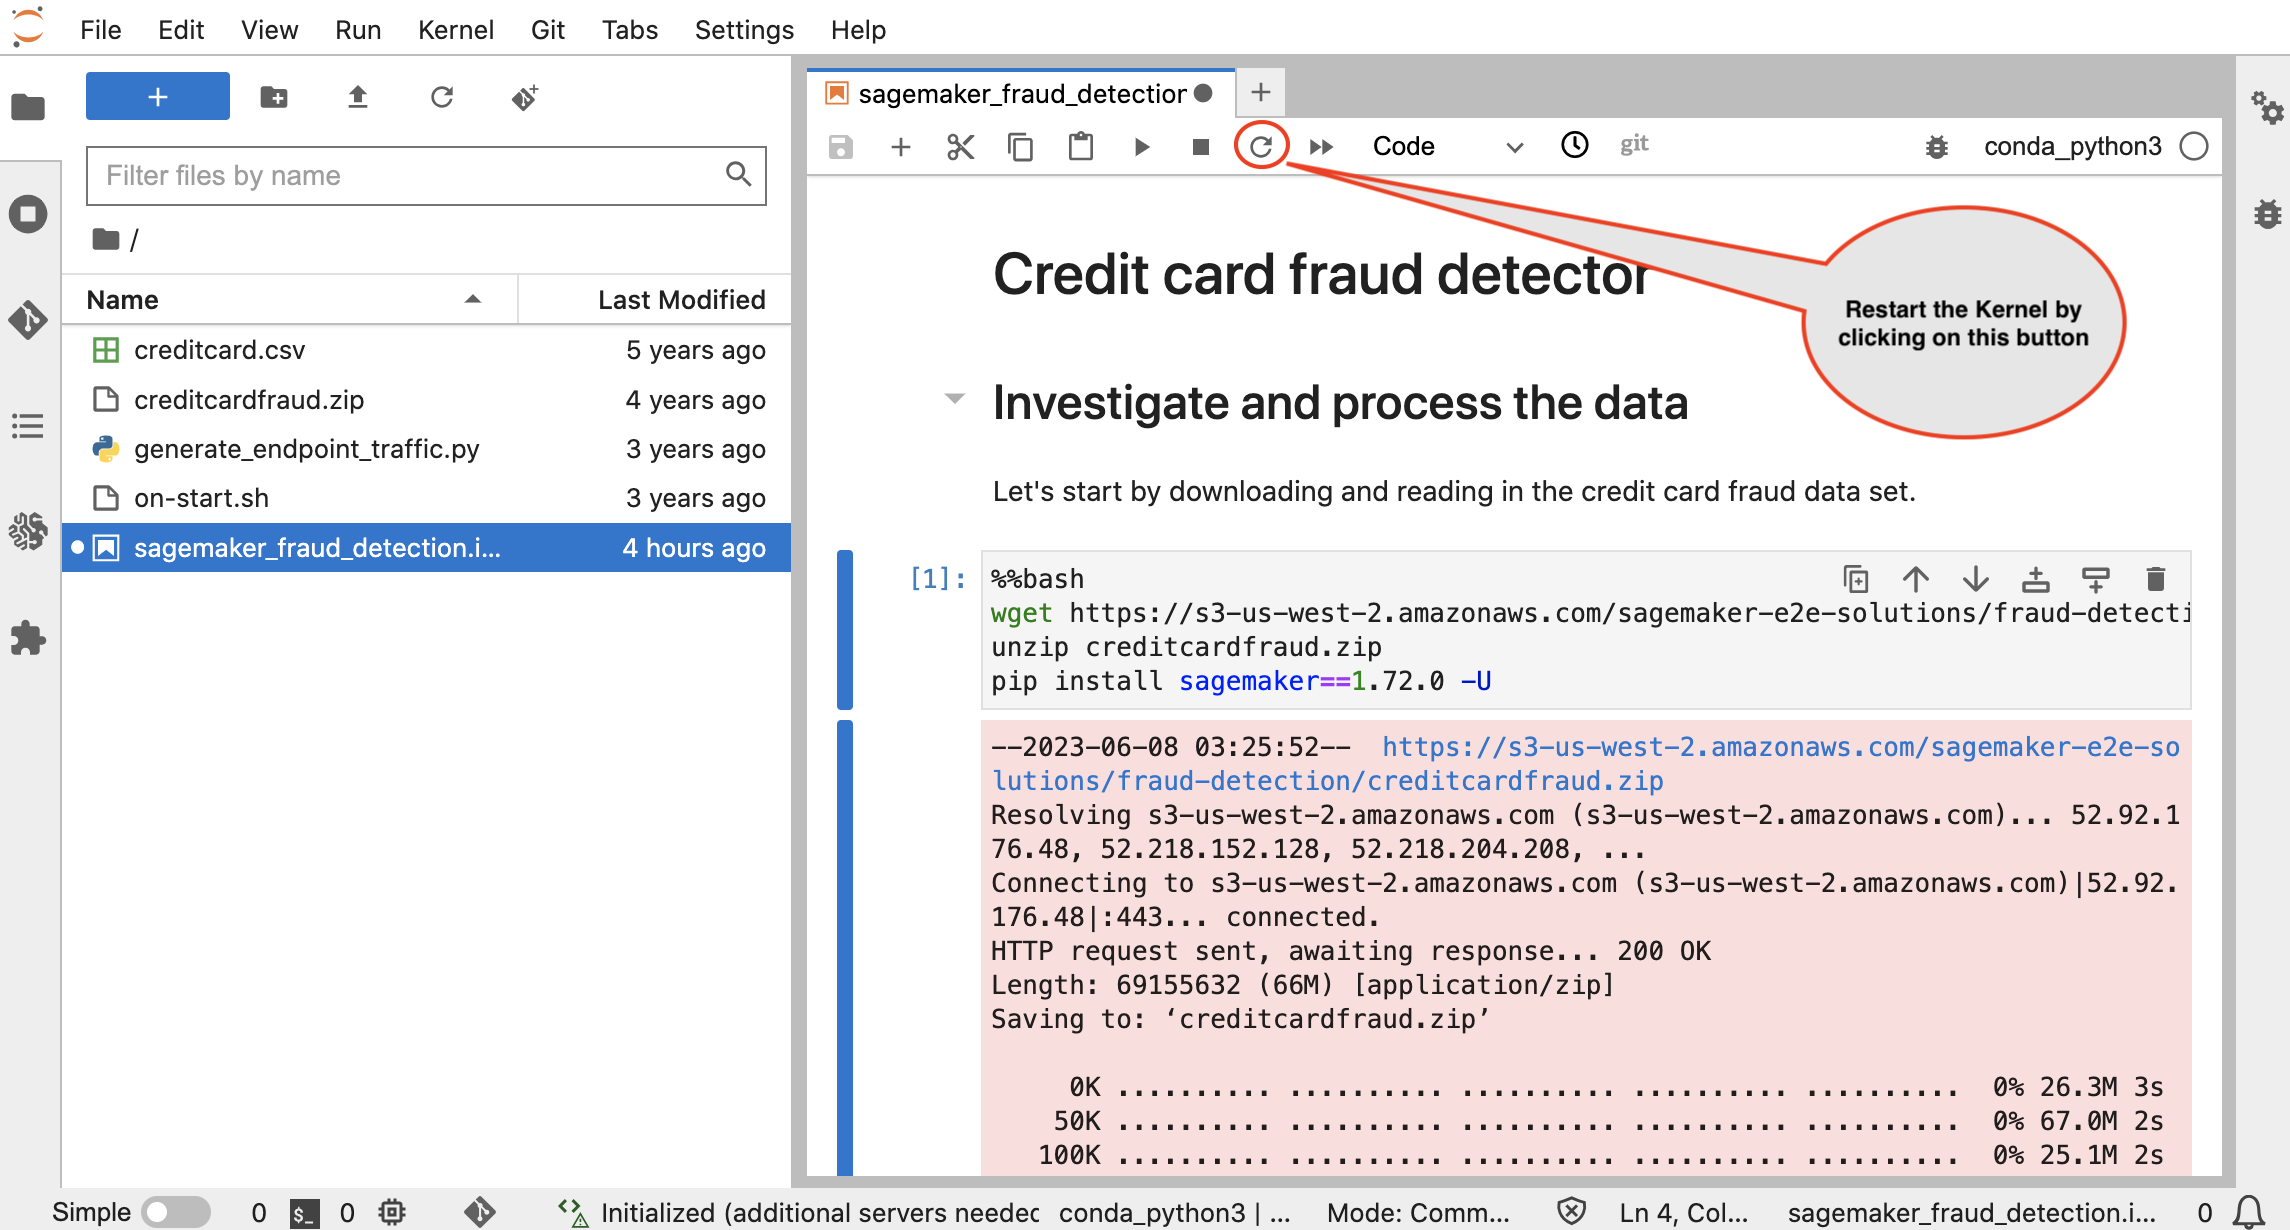 File Edit View Run Kernel Git Tabs Settings Help
+
Filter files by name
/
Name Last Modified
creditcard.csv 5 years ago
creditcardfraud.zip 4 years ago
generate_endpoint_traffic.py 3 years ago
on-start.sh 3 years ago
sagemaker_fraud_detection.i... 4 hours ago
sagemaker_fraud_detection
Code git conda_python3
Restart the Kernel by
clicking on this button
Credit card fraud detector
Investigate and process the data
Let's start by downloading and reading in the credit card fraud data set.
[1]: %%bash
wget https://s3-us-west-2.amazonaws.com/sagemaker-e2e-solutions/fraud-detecti
unzip creditcardfraud.zip
pip install sagemaker==1.72.0 -U
--2023-06-08 03:25:52-- https://s3-us-west-2.amazonaws.com/sagemaker-e2e-so
lutions/fraud-detection/creditcardfraud.zip
Resolving s3-us-west-2.amazonaws.com (s3-us-west-2.amazonaws.com)... 52.92.1
76.48, 52.218.152.128, 52.218.204.208, ...
Connecting to s3-us-west-2.amazonaws.com (s3-us-west-2.amazonaws.com)|52.92.
176.48|:443... connected.
HTTP request sent, awaiting response... 200 OK
Length: 69155632 (66M) [application/zip]
Saving to: ‘creditcardfraud.zip’
0K .......... .......... .......... .......... .......... 0% 26.3M 3s
50K .......... .......... .......... .......... .......... 0% 67.0M 2s
100K .......... .......... .......... .......... .......... 0% 25.1M 2s
Simple 0 $_ 0 Initialized (additional servers needed conda_python3 | ... Mode: Comm... Ln 4, Col... sagemaker_fraud_detection.i... 0